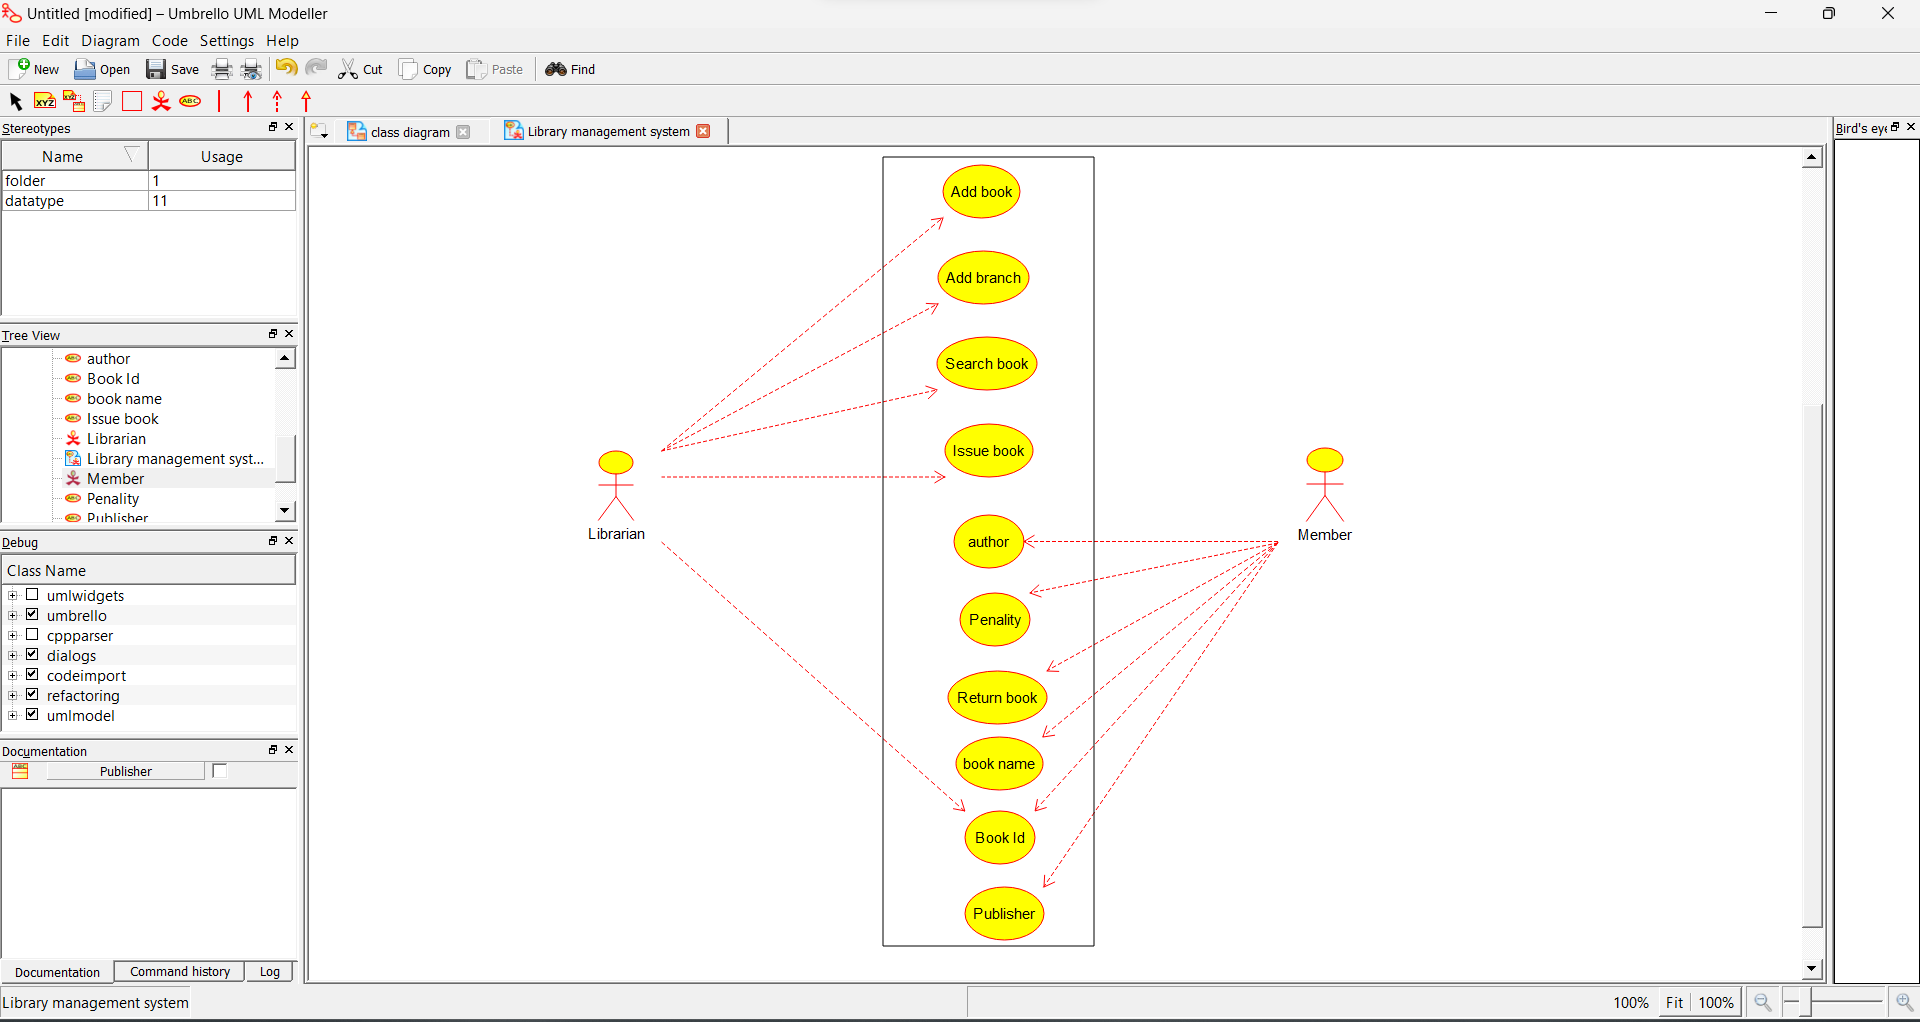 Untitled [modified] – Umbrello UML Modeller
File Edit Diagram Code Settings Help
New Open Save Cut Copy Paste Find
XYZ XYZ ABC
Stereotypes
Name Usage
folder 1
datatype 11
Tree View
author
Book Id
book name
Issue book
Librarian
Library management syst...
Member
Penality
Publisher
Debug
Class Name
umlwidgets
umbrello
cppparser
dialogs
codeimport
refactoring
umlmodel
Documentation
Publisher
Documentation Command history Log
Library management system
class diagram Library management system
Add book
Add branch
Search book
Issue book
Librarian
Member
author
Penality
Return book
book name
Book Id
Publisher
Bird's eye
100% Fit 100%